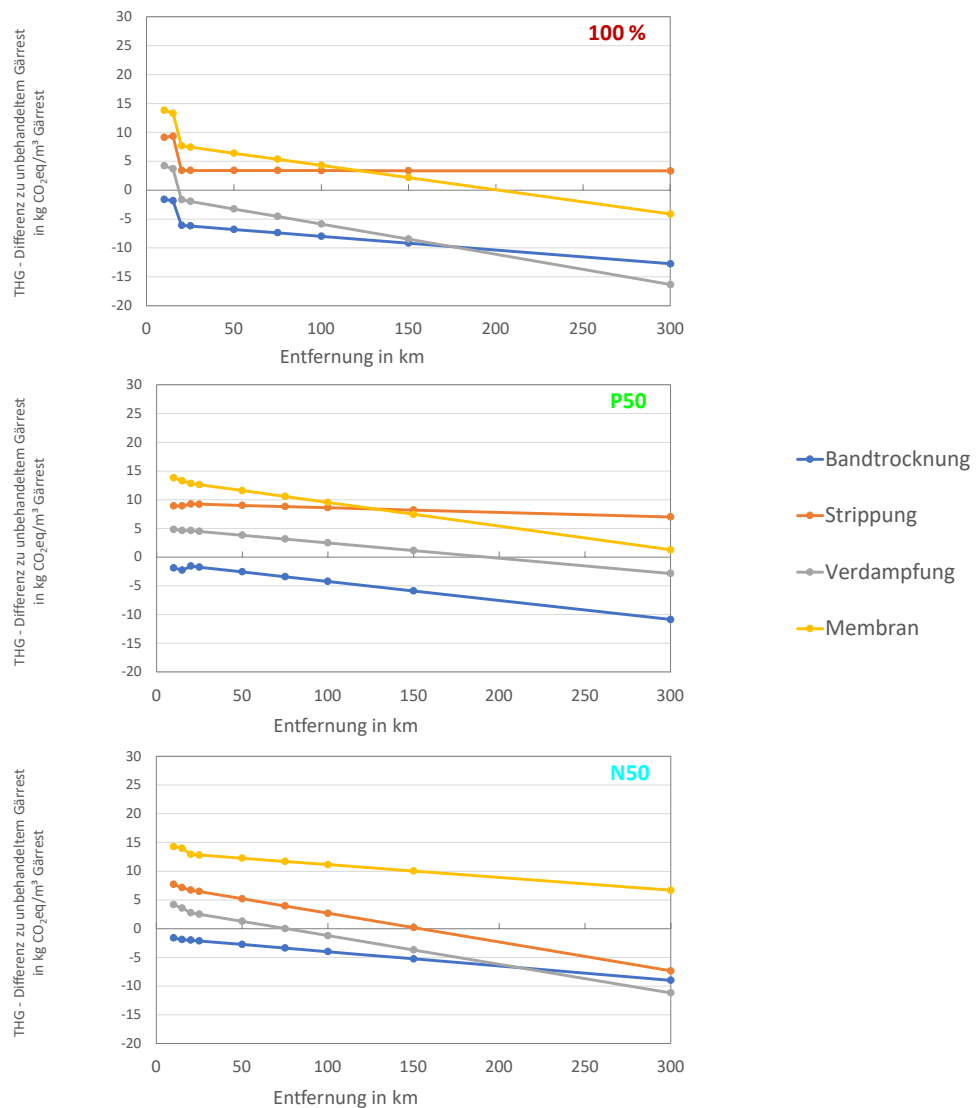 THG - Differenz zu unbehandeltem Gärrest
in kg CO₂eq/m³ Gärrest
30
25
20
15
10
5
0
-5
-10
-15
-20
100 %
0 50 100 150 200 250 300
Entfernung in km
THG - Differenz zu unbehandeltem Gärrest
in kg CO₂eq/m³ Gärrest
30
25
20
15
10
5
0
-5
-10
-15
-20
P50
0 50 100 150 200 250 300
Entfernung in km
Bandtrocknung
Strippung
Verdampfung
Membran
THG - Differenz zu unbehandeltem Gärrest
in kg CO₂eq/m³ Gärrest
30
25
20
15
10
5
0
-5
-10
-15
-20
N50
0 50 100 150 200 250 300
Entfernung in km